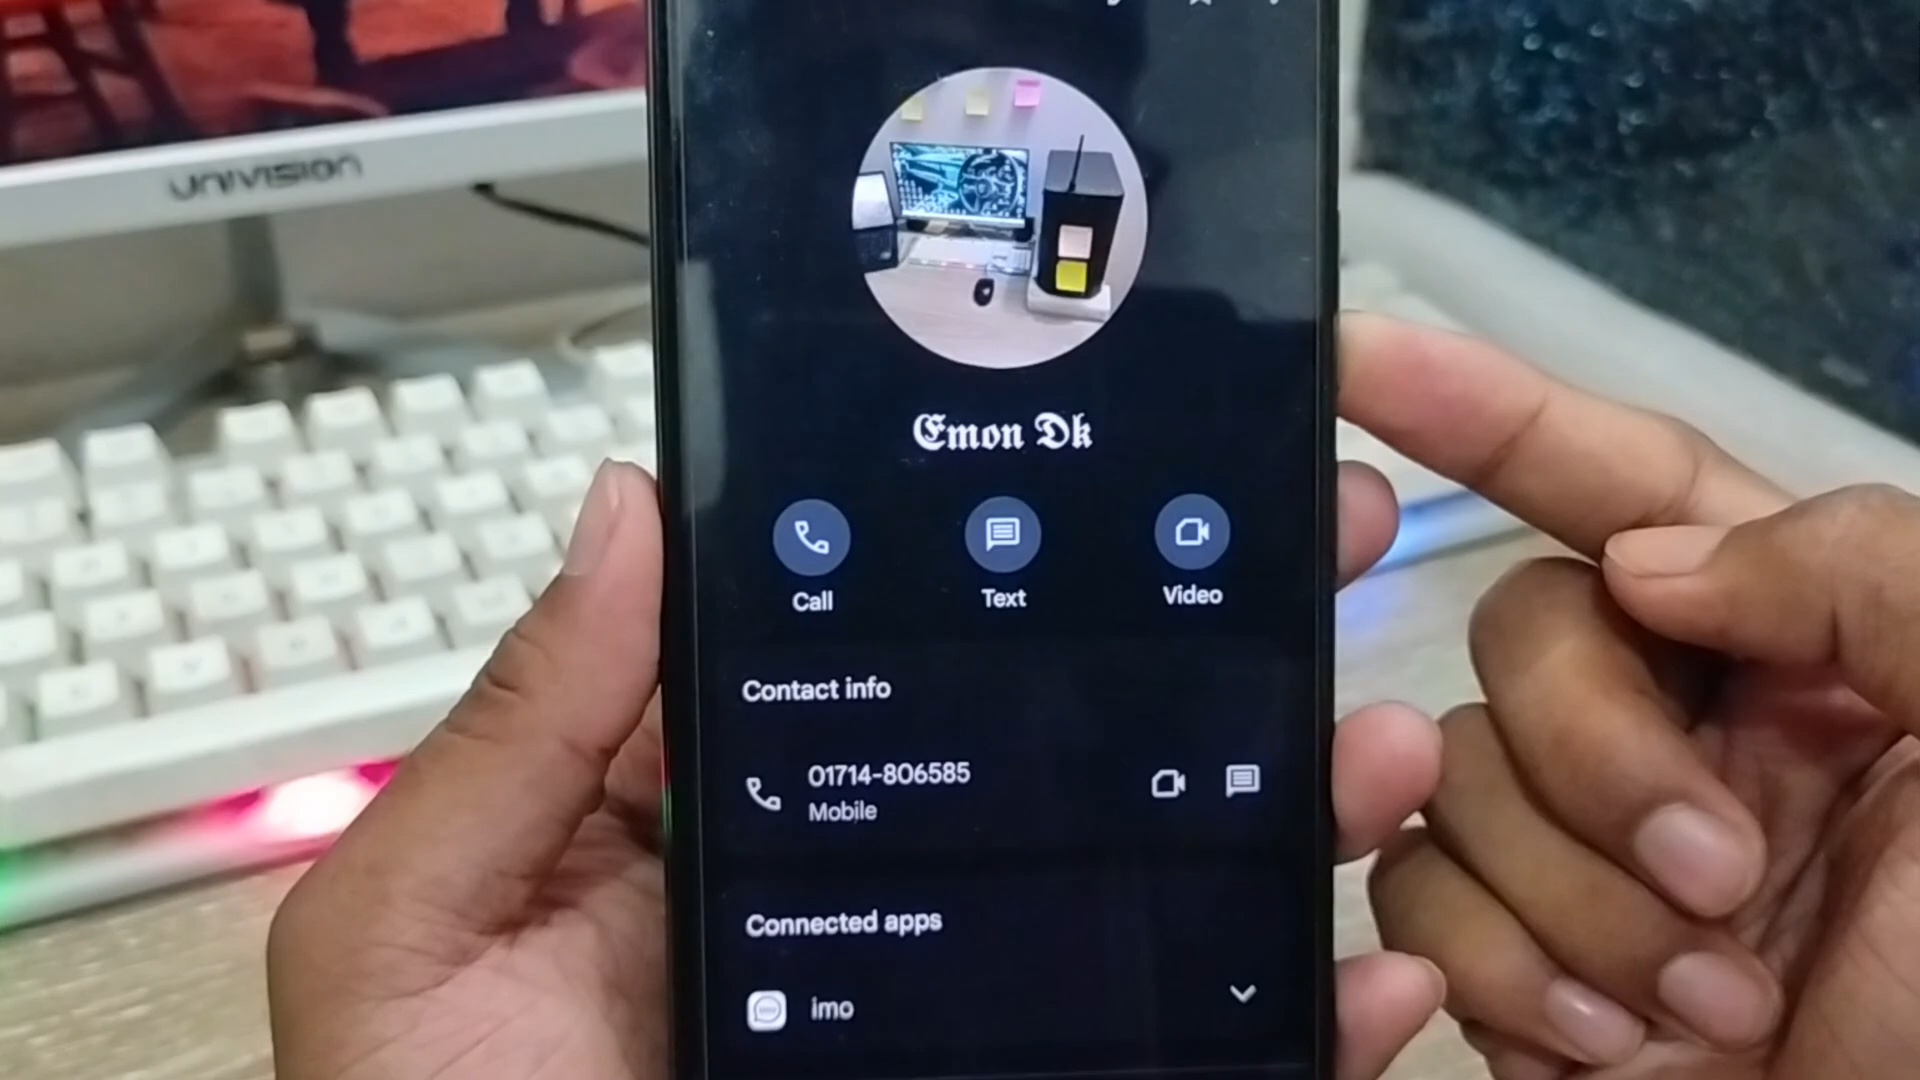 UNIVISION
Emon Dk
Call
Text
Video
Contact info
01714-806585
Mobile
Connected apps
imo